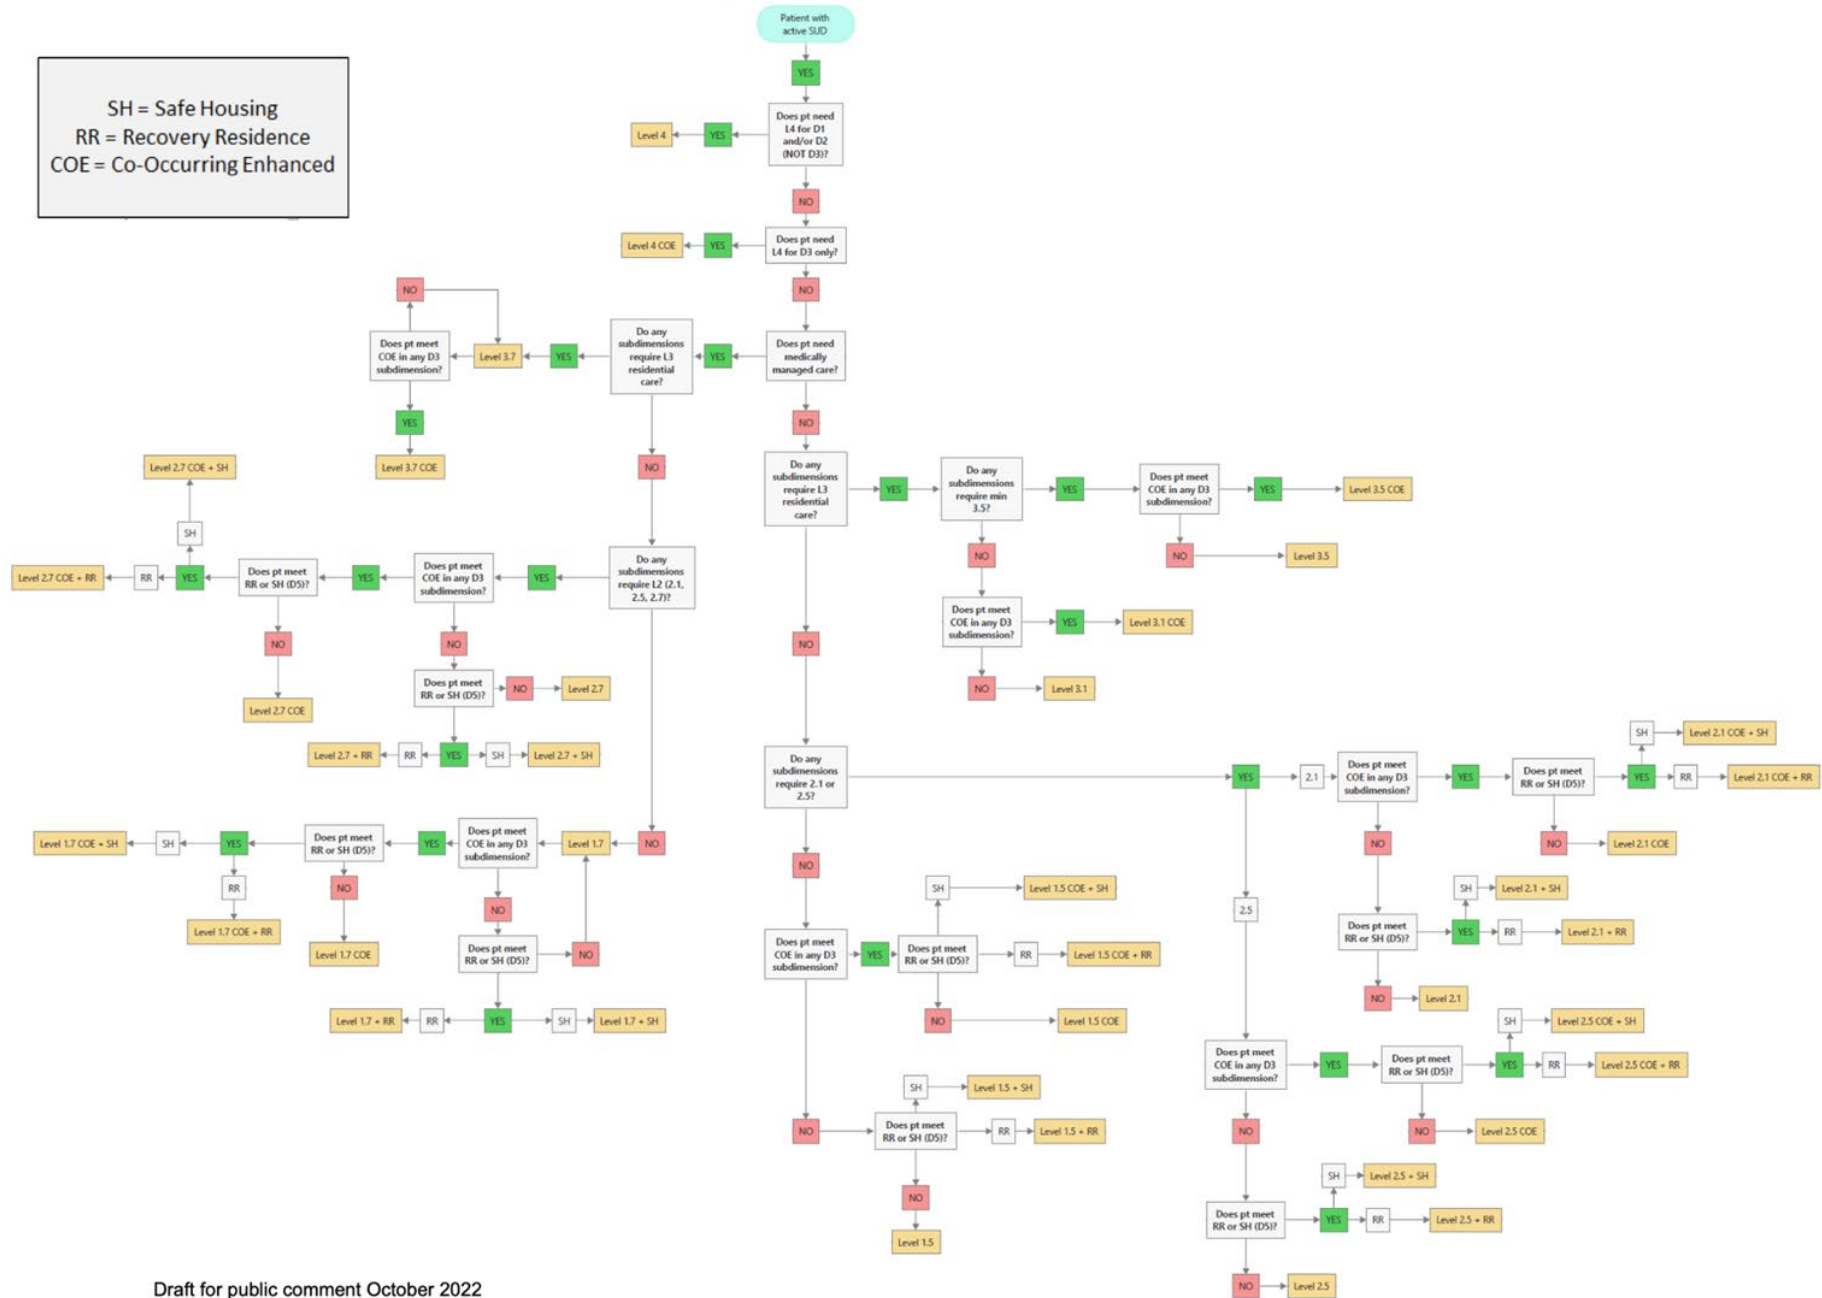 Patient with
active SUD
SH = Safe Housing
RR = Recovery Residence
COE = Co-Occurring Enhanced
YES
Does pt need
L4 for D1
and/or D2
(NOT D3)?
YES
Level 4
NO
Does pt need
L4 for D3 only?
YES
Level 4 COE
NO
Does pt need
medically
managed care?
YES
Do any
subdimensions
require L3
residential
care?
YES
Level 3.7
Does pt meet
COE in any D3
subdimension?
NO
YES
Level 3.7 COE
NO
Do any
subdimensions
require L2 (2.1,
2.5, 2.7)?
YES
Does pt meet
COE in any D3
subdimension?
YES
Does pt meet
RR or SH (D5)?
YES
SH
Level 2.7 COE + SH
RR
Level 2.7 COE + RR
NO
Level 2.7 COE
NO
Does pt meet
RR or SH (D5)?
NO
Level 2.7
YES
RR
Level 2.7 + RR
SH
Level 2.7 + SH
NO
Level 1.7
Does pt meet
COE in any D3
subdimension?
YES
Does pt meet
RR or SH (D5)?
YES
SH
Level 1.7 COE + SH
RR
Level 1.7 COE + RR
NO
Level 1.7 COE
NO
Does pt meet
RR or SH (D5)?
NO
YES
RR
Level 1.7 + RR
SH
Level 1.7 + SH
NO
Do any
subdimensions
require L3
residential
care?
YES
Do any
subdimensions
require min
3.5?
YES
Does pt meet
COE in any D3
subdimension?
YES
Level 3.5 COE
NO
Level 3.5
NO
Does pt meet
COE in any D3
subdimension?
YES
Level 3.1 COE
NO
Level 3.1
NO
Do any
subdimensions
require 2.1 or
2.5?
YES
2.1
Does pt meet
COE in any D3
subdimension?
YES
Does pt meet
RR or SH (D5)?
YES
SH
Level 2.1 COE + SH
RR
Level 2.1 COE + RR
NO
Level 2.1 COE
NO
Does pt meet
RR or SH (D5)?
YES
SH
Level 2.1 + SH
RR
Level 2.1 + RR
NO
Level 2.1
2.5
Does pt meet
COE in any D3
subdimension?
YES
Does pt meet
RR or SH (D5)?
YES
SH
Level 2.5 COE + SH
RR
Level 2.5 COE + RR
NO
Level 2.5 COE
NO
Does pt meet
RR or SH (D5)?
YES
SH
Level 2.5 + SH
RR
Level 2.5 + RR
NO
Level 2.5
NO
Does pt meet
COE in any D3
subdimension?
YES
Does pt meet
RR or SH (D5)?
SH
Level 1.5 COE + SH
RR
Level 1.5 COE + RR
NO
Level 1.5 COE
NO
Does pt meet
RR or SH (D5)?
SH
Level 1.5 + SH
RR
Level 1.5 + RR
NO
Level 1.5
Draft for public comment October 2022